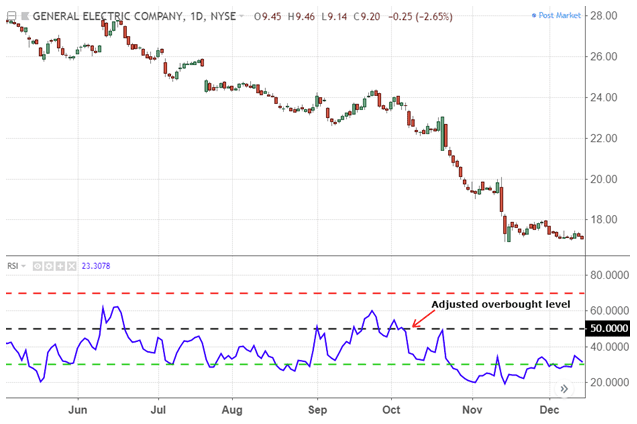 GENERAL ELECTRIC COMPANY, 1D, NYSE O9.45 H9.46 L9.14 C9.20 −0.25 (−2.65%)
Post Market
28.00
26.00
24.00
22.00
20.00
18.00
RSI 23.3078
80.0000
Adjusted overbought level
60.0000
50.0000
40.0000
20.0000
Jun Jul Aug Sep Oct Nov Dec